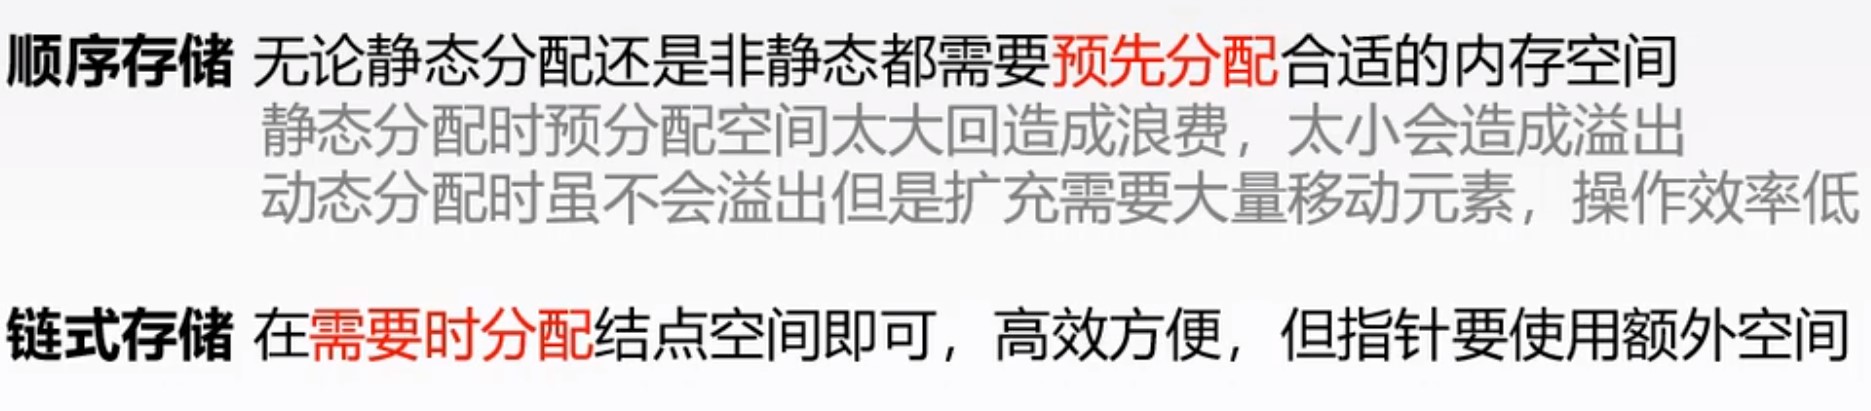 顺序存储 无论静态分配还是非静态都需要预先分配合适的内存空间
静态分配时预分配空间太大回造成浪费，太小会造成溢出
动态分配时虽不会溢出但是扩充需要大量移动元素，操作效率低
链式存储 在需要时分配结点空间即可，高效方便，但指针要使用额外空间